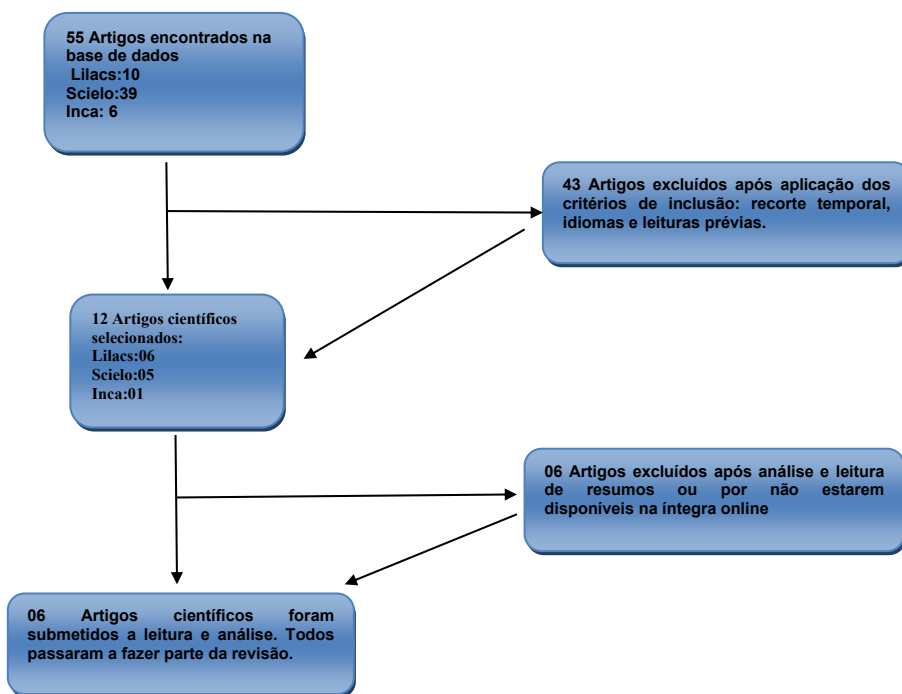 55 Artigos encontrados na
base de dados
Lilacs:10
Scielo:39
Inca: 6
43 Artigos excluídos após aplicação dos
critérios de inclusão: recorte temporal,
idiomas e leituras prévias.
12 Artigos científicos
selecionados:
Lilacs:06
Scielo:05
Inca:01
06 Artigos excluídos após análise e leitura
de resumos ou por não estarem
disponíveis na íntegra online
06 Artigos científicos foram
submetidos a leitura e análise. Todos
passaram a fazer parte da revisão.